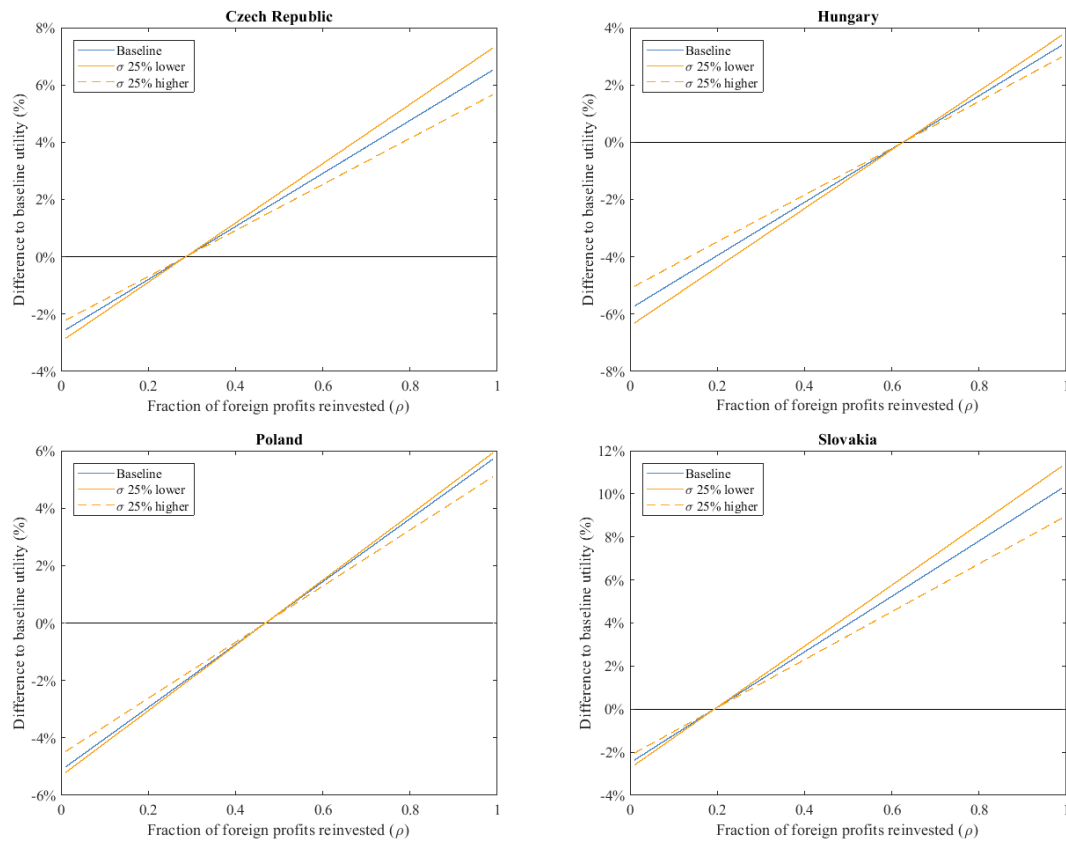 Czech Republic
8%
6%
4%
2%
0%
-2%
-4%
Difference to baseline utility (%)
Baseline
σ 25% lower
σ 25% higher
0 0.2 0.4 0.6 0.8 1
Fraction of foreign profits reinvested (ρ)
Hungary
4%
2%
0%
-2%
-4%
-6%
-8%
Difference to baseline utility (%)
Baseline
σ 25% lower
σ 25% higher
0 0.2 0.4 0.6 0.8 1
Fraction of foreign profits reinvested (ρ)
Poland
6%
4%
2%
0%
-2%
-4%
-6%
Difference to baseline utility (%)
Baseline
σ 25% lower
σ 25% higher
0 0.2 0.4 0.6 0.8 1
Fraction of foreign profits reinvested (ρ)
Slovakia
12%
10%
8%
6%
4%
2%
0%
-2%
-4%
Difference to baseline utility (%)
Baseline
σ 25% lower
σ 25% higher
0 0.2 0.4 0.6 0.8 1
Fraction of foreign profits reinvested (ρ)